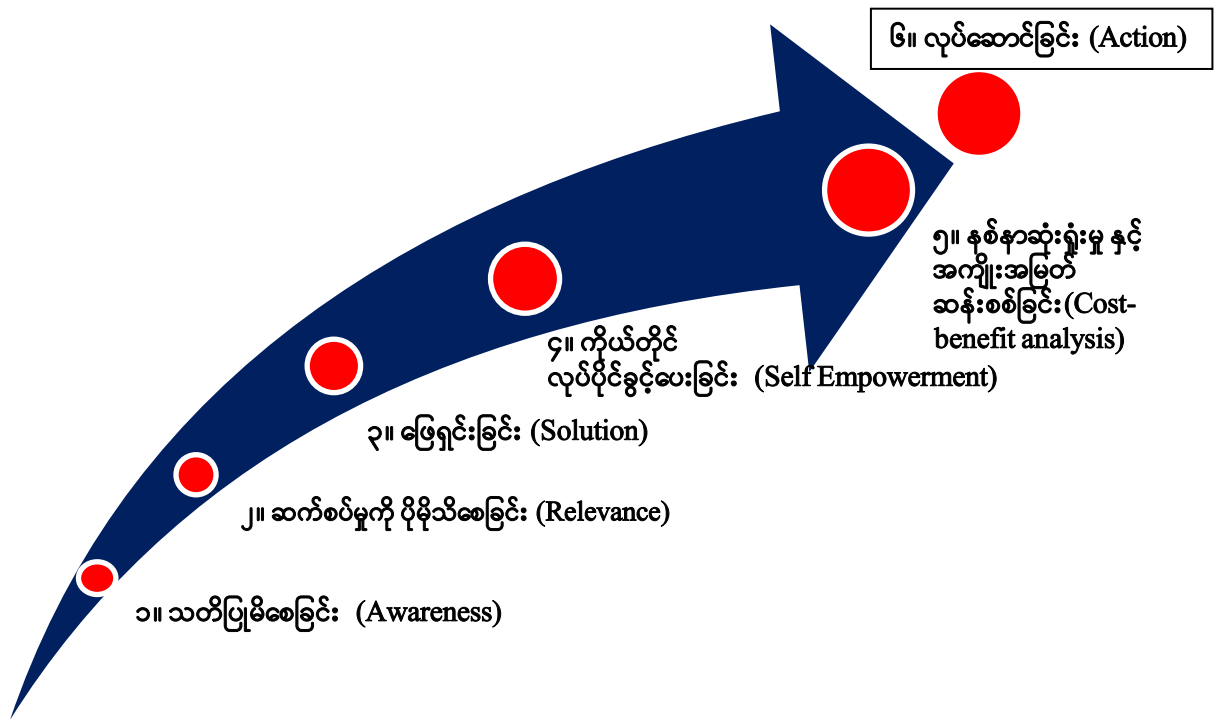 ၆။ လုပ်ဆောင်ခြင်း (Action)
၅။ နစ်နာဆုံးရှုံးမှု နှင့်
အကျိုးအမြတ်
ဆန်းစစ်ခြင်း(Cost-
benefit analysis)
၄။ ကိုယ်တိုင်
လုပ်ပိုင်ခွင့်ပေးခြင်း (Self Empowerment)
၃။ ဖြေရှင်းခြင်း (Solution)
၂။ ဆက်စပ်မှုကို ပိုမိုသိစေခြင်း (Relevance)
၁။ သတိပြုမိစေခြင်း (Awareness)